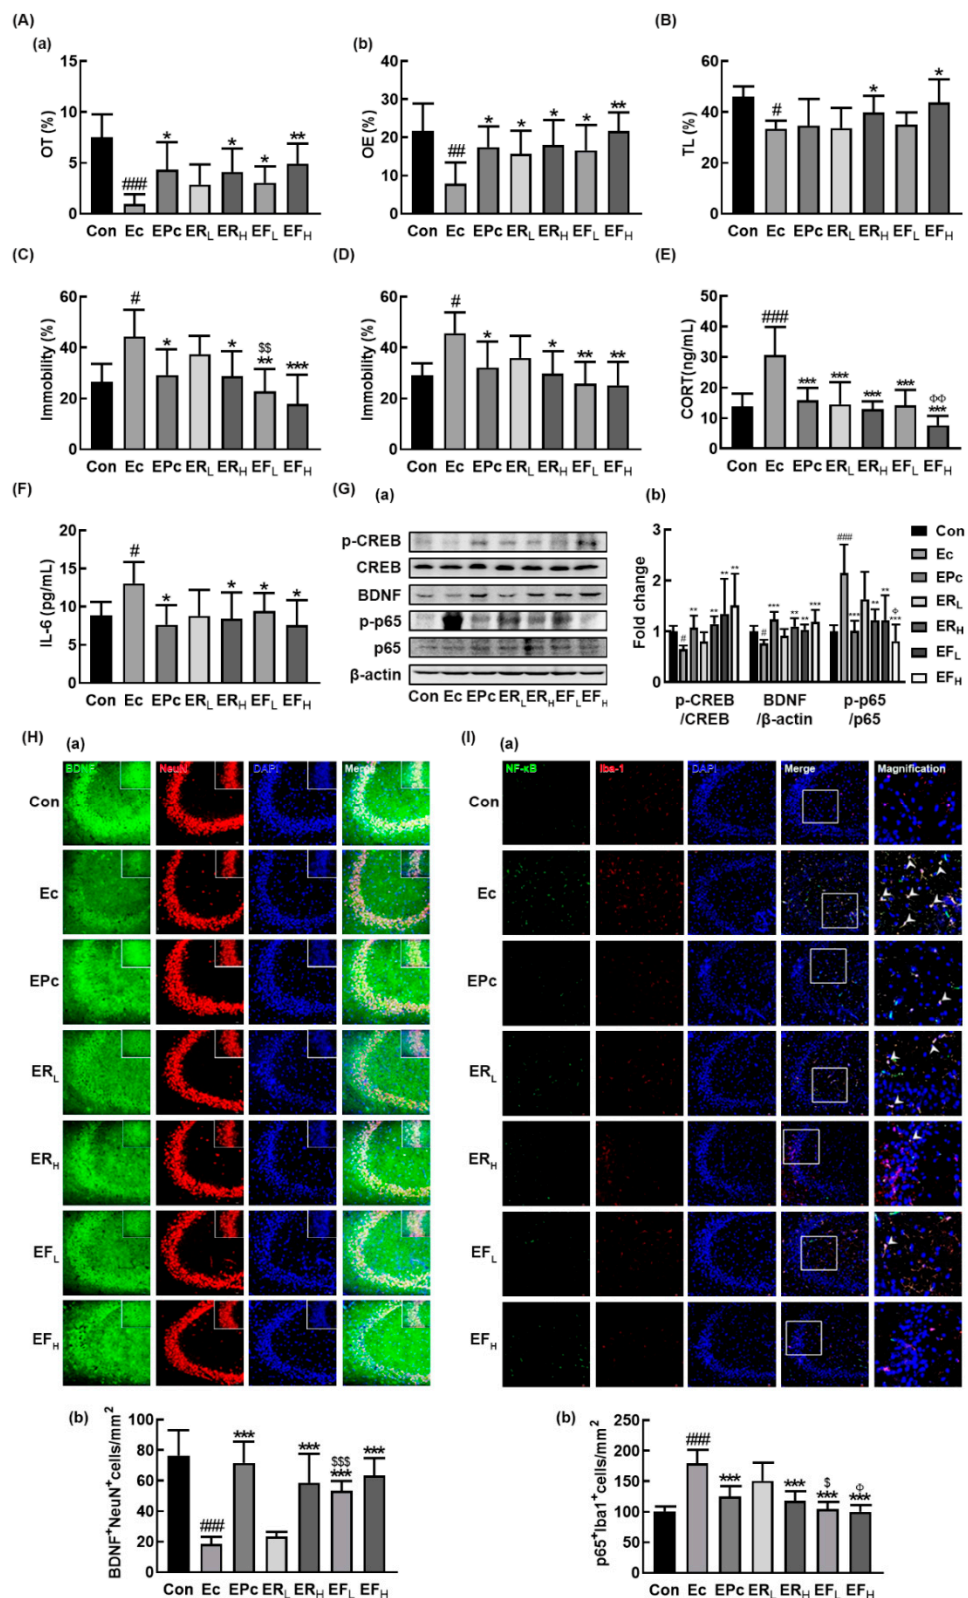 (A)
(a)
(b)
(B)
OT (%)
15
10
5
0
###
*
*
*
**
Con Ec EPc ERL ERH EFL EFH
OE (%)
40
30
20
10
0
##
*
*
*
*
**
Con Ec EPc ERL ERH EFL EFH
TL (%)
60
40
20
0
#
*
*
Con Ec EPc ERL ERH EFL EFH
(C)
(D)
(E)
Immobility (%)
60
40
20
0
#
*
*
$$
**
***
Con Ec EPc ERL ERH EFL EFH
Immobility (%)
60
40
20
0
#
*
*
**
**
Con Ec EPc ERL ERH EFL EFH
CORT(ng/mL)
50
40
30
20
10
0
###
***
***
***
***
ΦΦ
***
Con Ec EPc ERL ERH EFL EFH
(F)
IL-6 (pg/mL)
20
15
10
5
0
#
*
*
*
*
Con Ec EPc ERL ERH EFL EFH
(G)
(a)
p-CREB
CREB
BDNF
p-p65
p65
β-actin
Con Ec EPc ERL ERH EFL EFH
(b)
Fold change
3
2
1
0
#
**
**
**
**
#
***
**
**
***
###
***
**
**
Φ
***
p-CREB
/CREB
BDNF
/β-actin
p-p65
/p65
Con
Ec
EPc
ERL
ERH
EFL
EFH
(H)
(a)
BDNF NeuN DAPI Merge
Con
Ec
EPc
ERL
ERH
EFL
EFH
(b)
BDNF+NeuN+cells/mm2
100
80
60
40
20
0
###
***
***
$$$
***
***
Con Ec EPc ERL ERH EFL EFH
(I)
(a)
NF-κB Iba-1 DAPI Merge Magnification
Con
Ec
EPc
ERL
ERH
EFL
EFH
(b)
p65+Iba1+cells/mm2
250
200
150
100
50
0
###
***
***
$
***
Φ
***
Con Ec EPc ERL ERH EFL EFH